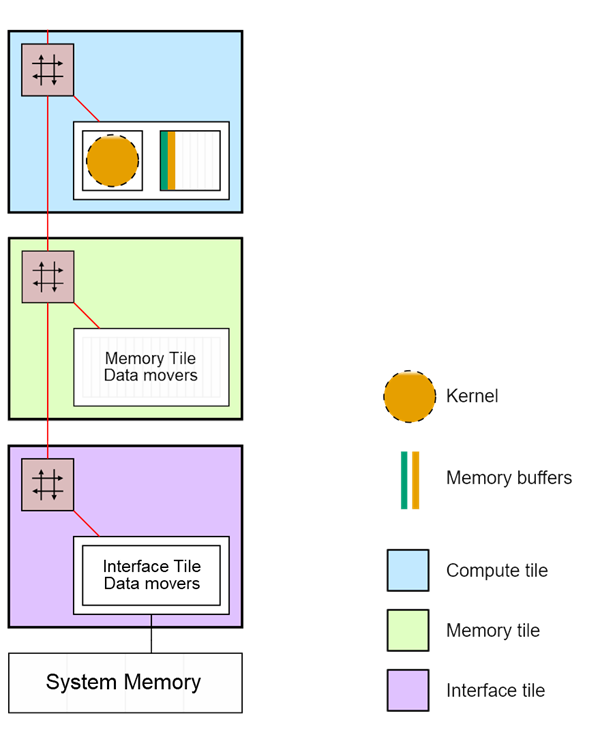 Memory Tile
Data movers
Interface Tile
Data movers
System Memory
Kernel
Memory buffers
Compute tile
Memory tile
Interface tile